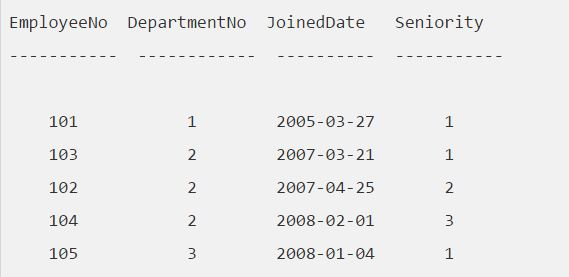 EmployeeNo DepartmentNo JoinedDate Seniority
----------- ------------ ---------- -----------
101 1 2005-03-27 1
103 2 2007-03-21 1
102 2 2007-04-25 2
104 2 2008-02-01 3
105 3 2008-01-04 1